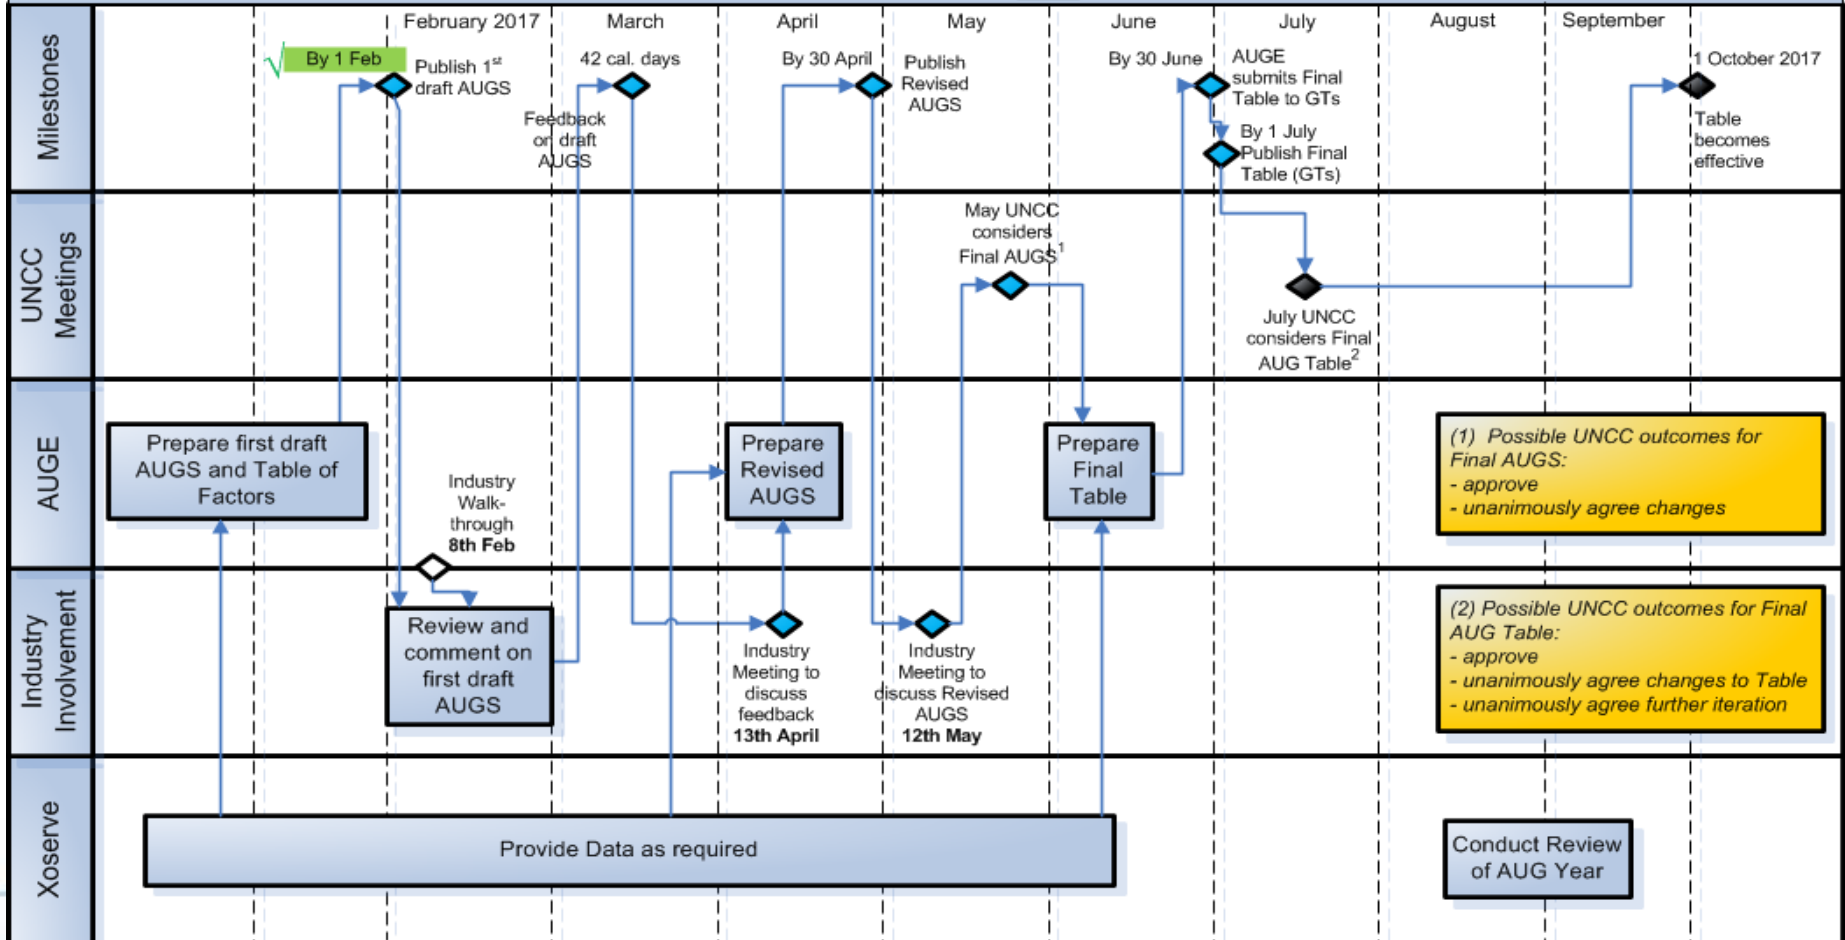 February 2017
March
April
May
June
July
August
September
Milestones
By 1 Feb
Publish 1st
draft AUGS
42 cal. days
Feedback
on draft
AUGS
By 30 April
Publish
Revised
AUGS
By 30 June
AUGE
submits Final
Table to GTs
By 1 July
Publish Final
Table (GTs)
1 October 2017
Table
becomes
effective
UNCC
Meetings
May UNCC
considers
Final AUGS1
July UNCC
considers Final
AUG Table2
AUGE
Prepare first draft
AUGS and Table of
Factors
Industry
Walk-
through
8th Feb
Prepare
Revised
AUGS
Prepare
Final
Table
(1) Possible UNCC outcomes for
Final AUGS:
- approve
- unanimously agree changes
Industry
Involvement
Review and
comment on
first draft
AUGS
Industry
Meeting to
discuss
feedback
13th April
Industry
Meeting to
discuss Revised
AUGS
12th May
(2) Possible UNCC outcomes for Final
AUG Table:
- approve
- unanimously agree changes to Table
- unanimously agree further iteration
Xoserve
Provide Data as required
Conduct Review
of AUG Year